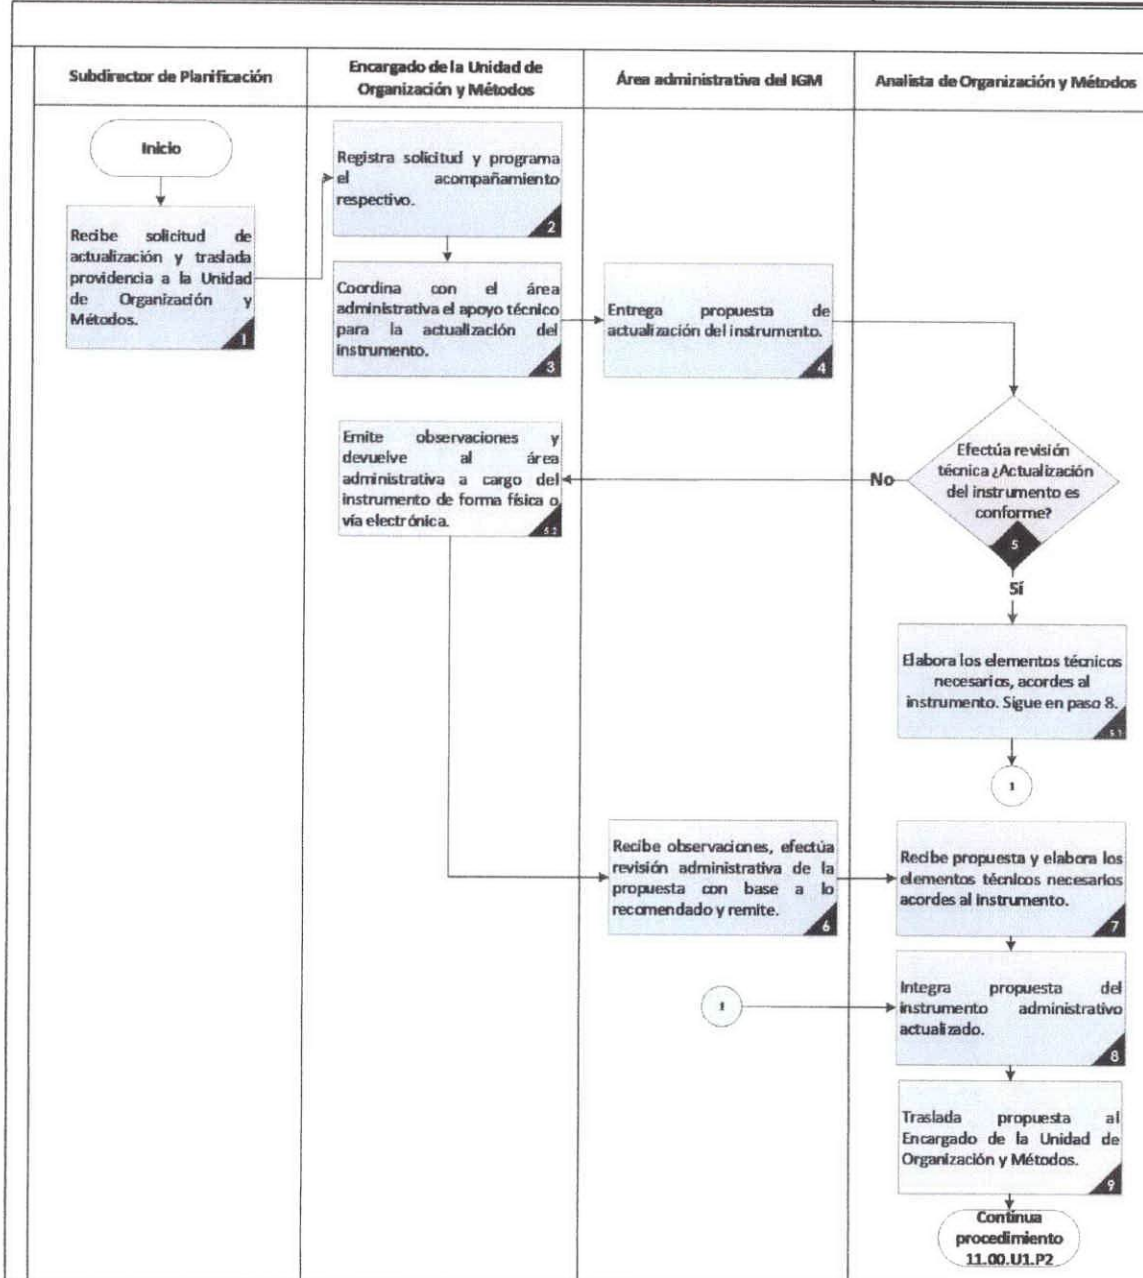 Subdirector de Planificación
Encargado de la Unidad de
Organización y Métodos
Área administrativa del IGM
Analista de Organización y Métodos
Inicio
Recibe solicitud de
actualización y traslada
providencia a la Unidad
de Organización y
Métodos.
1
Registra solicitud y programa
el acompañamiento
respectivo.
2
Coordina con el área
administrativa el apoyo técnico
para la actualización del
instrumento.
3
Entrega propuesta de
actualización del instrumento.
4
Efectúa revisión
técnica ¿Actualización
del instrumento es
conforme?
5
No
Sí
Emite observaciones y
devuelve al área
administrativa a cargo del
instrumento de forma física o
vía electrónica.
5.2
Elabora los elementos técnicos
necesarios, acordes al
instrumento. Sigue en paso 8.
5.1
1
Recibe observaciones, efectúa
revisión administrativa de la
propuesta con base a lo
recomendado y remite.
6
Recibe propuesta y elabora los
elementos técnicos necesarios
acordes al instrumento.
7
1
Integra propuesta del
instrumento administrativo
actualizado.
8
Traslada propuesta al
Encargado de la Unidad de
Organización y Métodos.
9
Continua
procedimiento
11.00.U1.P2